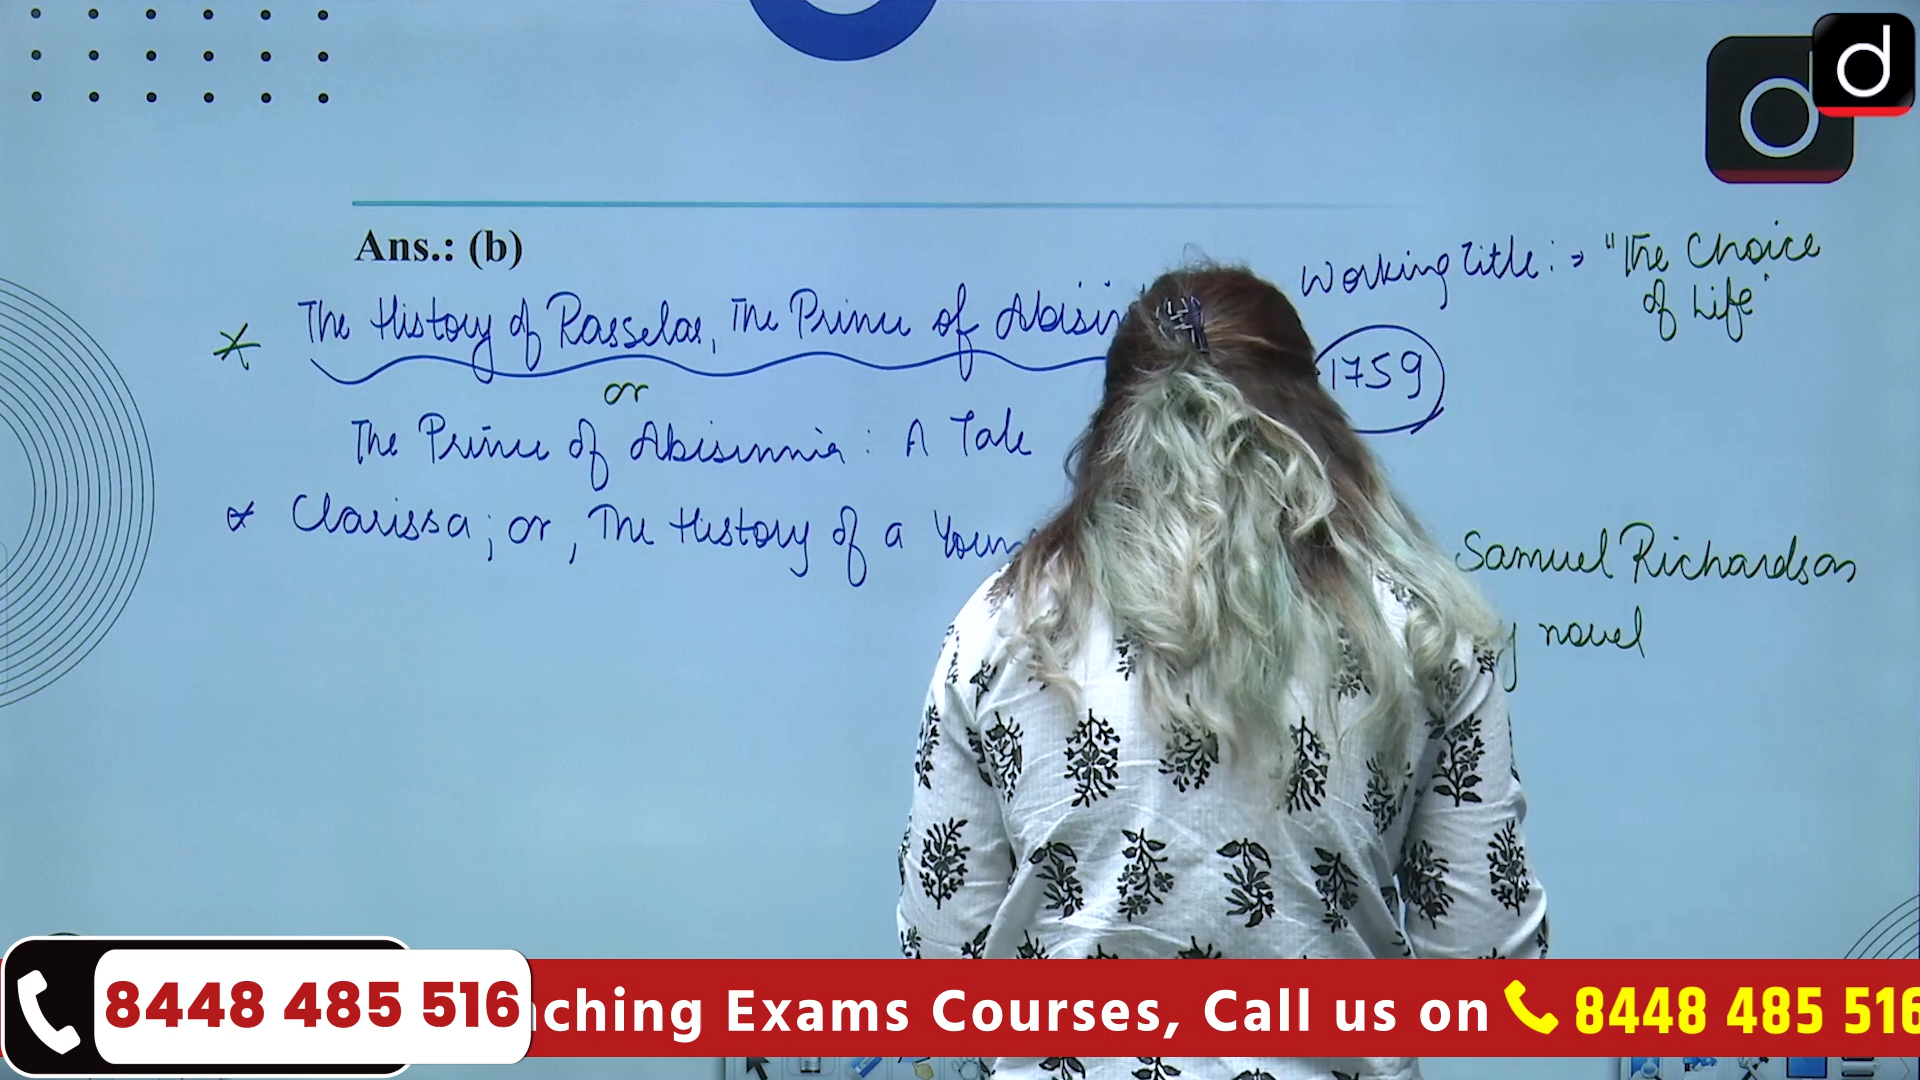 Ans.: (b)
Working Title : → "The Choice
of Life"
The History of Rasselas, The Prince of Abisin
1759
or
The Prince of Abisinnia : A Tale
Clarissa ; or , The History of a Youn
Samuel Richardson
y novel
d
8448 485 516
ching Exams Courses, Call us on 8448 485 516